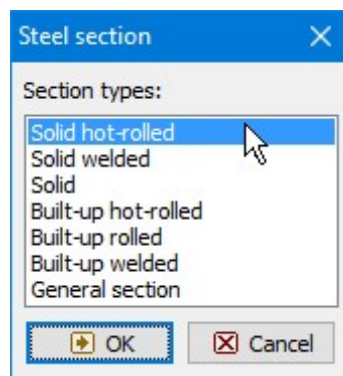 Steel section
Section types:
Solid hot-rolled
Solid welded
Solid
Built-up hot-rolled
Built-up rolled
Built-up welded
General section
OK Cancel